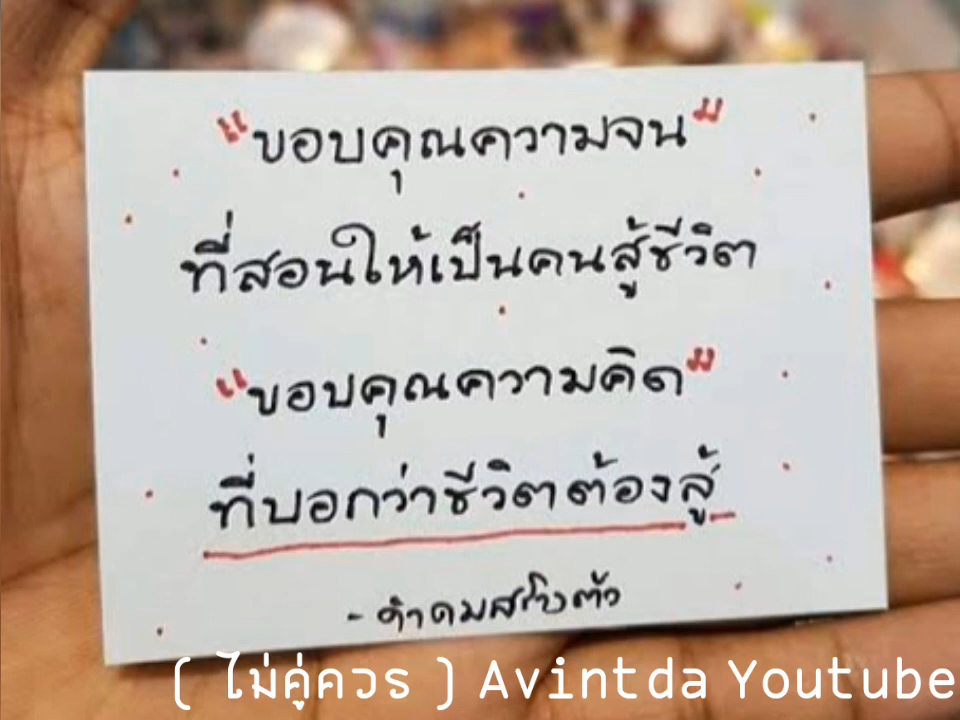 "ขอบคุณความจน"
ที่สอนให้เป็นคนสู้ชีวิต
"ขอบคุณความคิด"
ที่บอกว่าชีวิตต้องสู้
- คำคมสร้างตัว
( ไม่คู่ควร ) Avintda Youtube